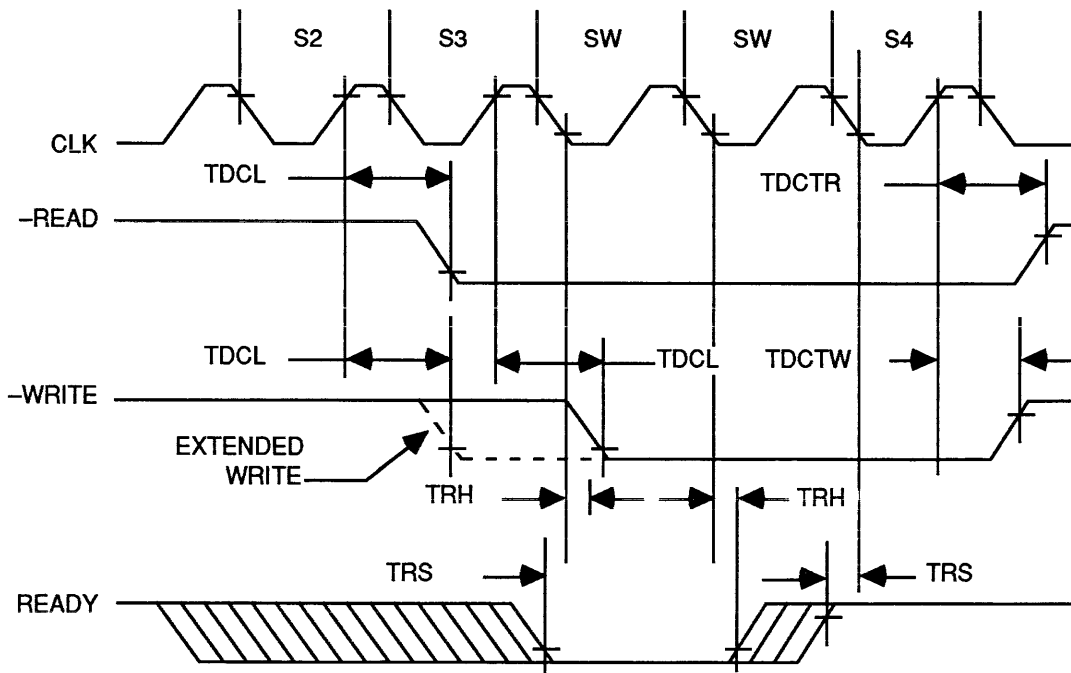 S2 S3 SW SW S4
CLK
TDCL TDCTR
–READ
TDCL TDCL TDCTW
–WRITE
EXTENDED
WRITE
TRH TRH
TRS TRS
READY